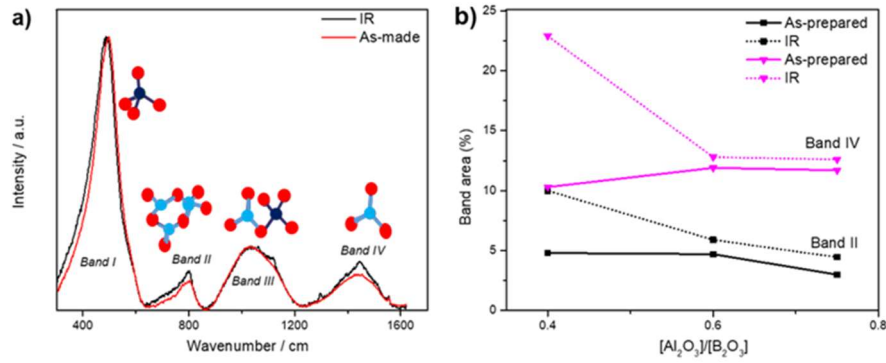 a)
IR
As-made
Intensity / a.u.
Band I
Band II
Band III
Band IV
400
800
1200
1600
Wavenumber / cm
b)
As-prepared
IR
As-prepared
IR
25
20
15
10
5
0
Band area (%)
Band IV
Band II
0.4
0.6
0.8
[Al₂O₃]/[B₂O₃]